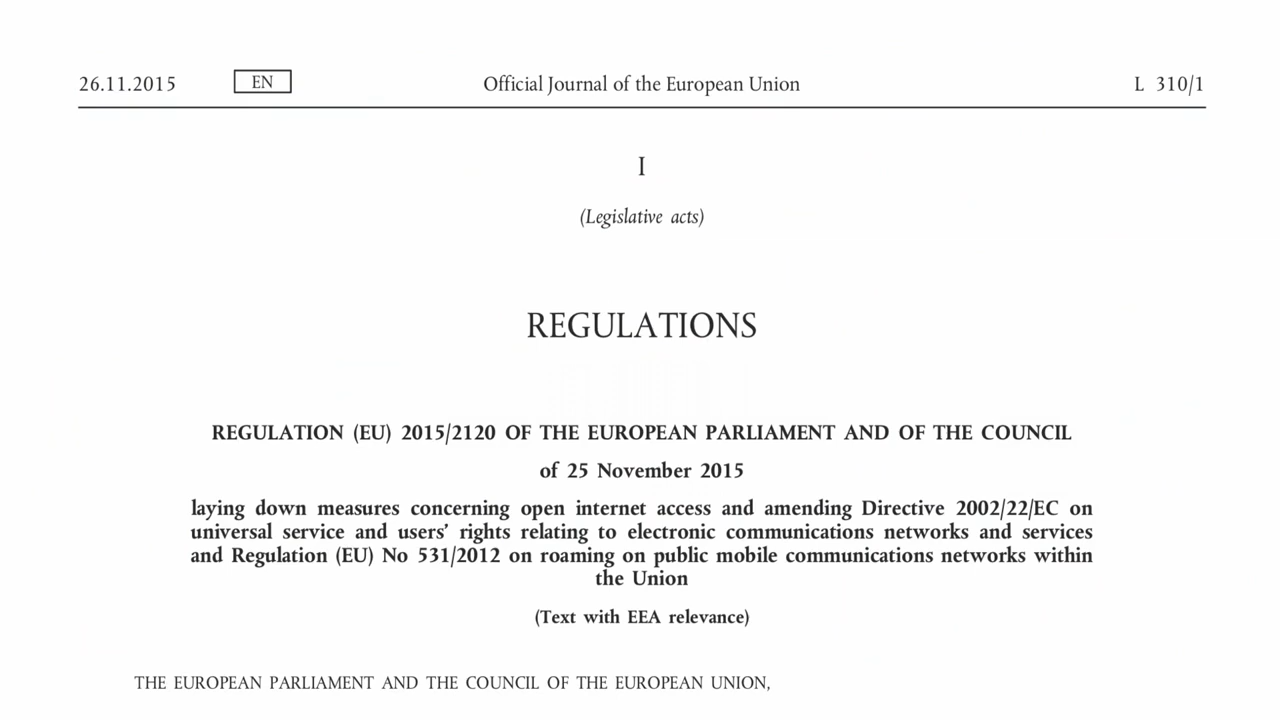 26.11.2015 EN Official Journal of the European Union L 310/1
I
(Legislative acts)
REGULATIONS
REGULATION (EU) 2015/2120 OF THE EUROPEAN PARLIAMENT AND OF THE COUNCIL
of 25 November 2015
laying down measures concerning open internet access and amending Directive 2002/22/EC on
universal service and users’ rights relating to electronic communications networks and services
and Regulation (EU) No 531/2012 on roaming on public mobile communications networks within
the Union
(Text with EEA relevance)
THE EUROPEAN PARLIAMENT AND THE COUNCIL OF THE EUROPEAN UNION,